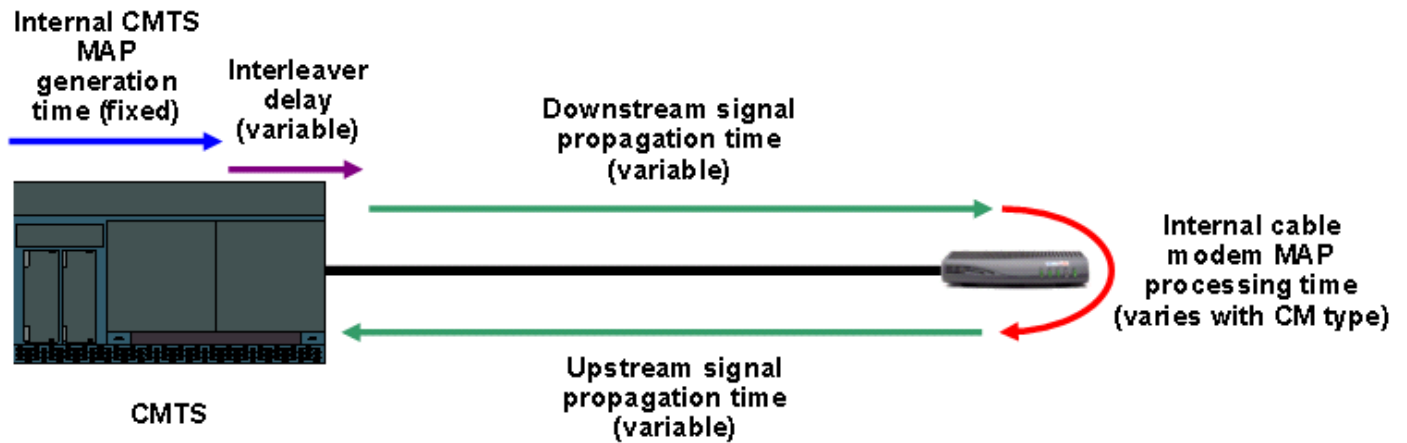 Internal CMTS
MAP
generation
time (fixed)
Interleaver
delay
(variable)
Downstream signal
propagation time
(variable)
Internal cable
modem MAP
processing time
(varies with CM type)
Upstream signal
propagation time
(variable)
CMTS